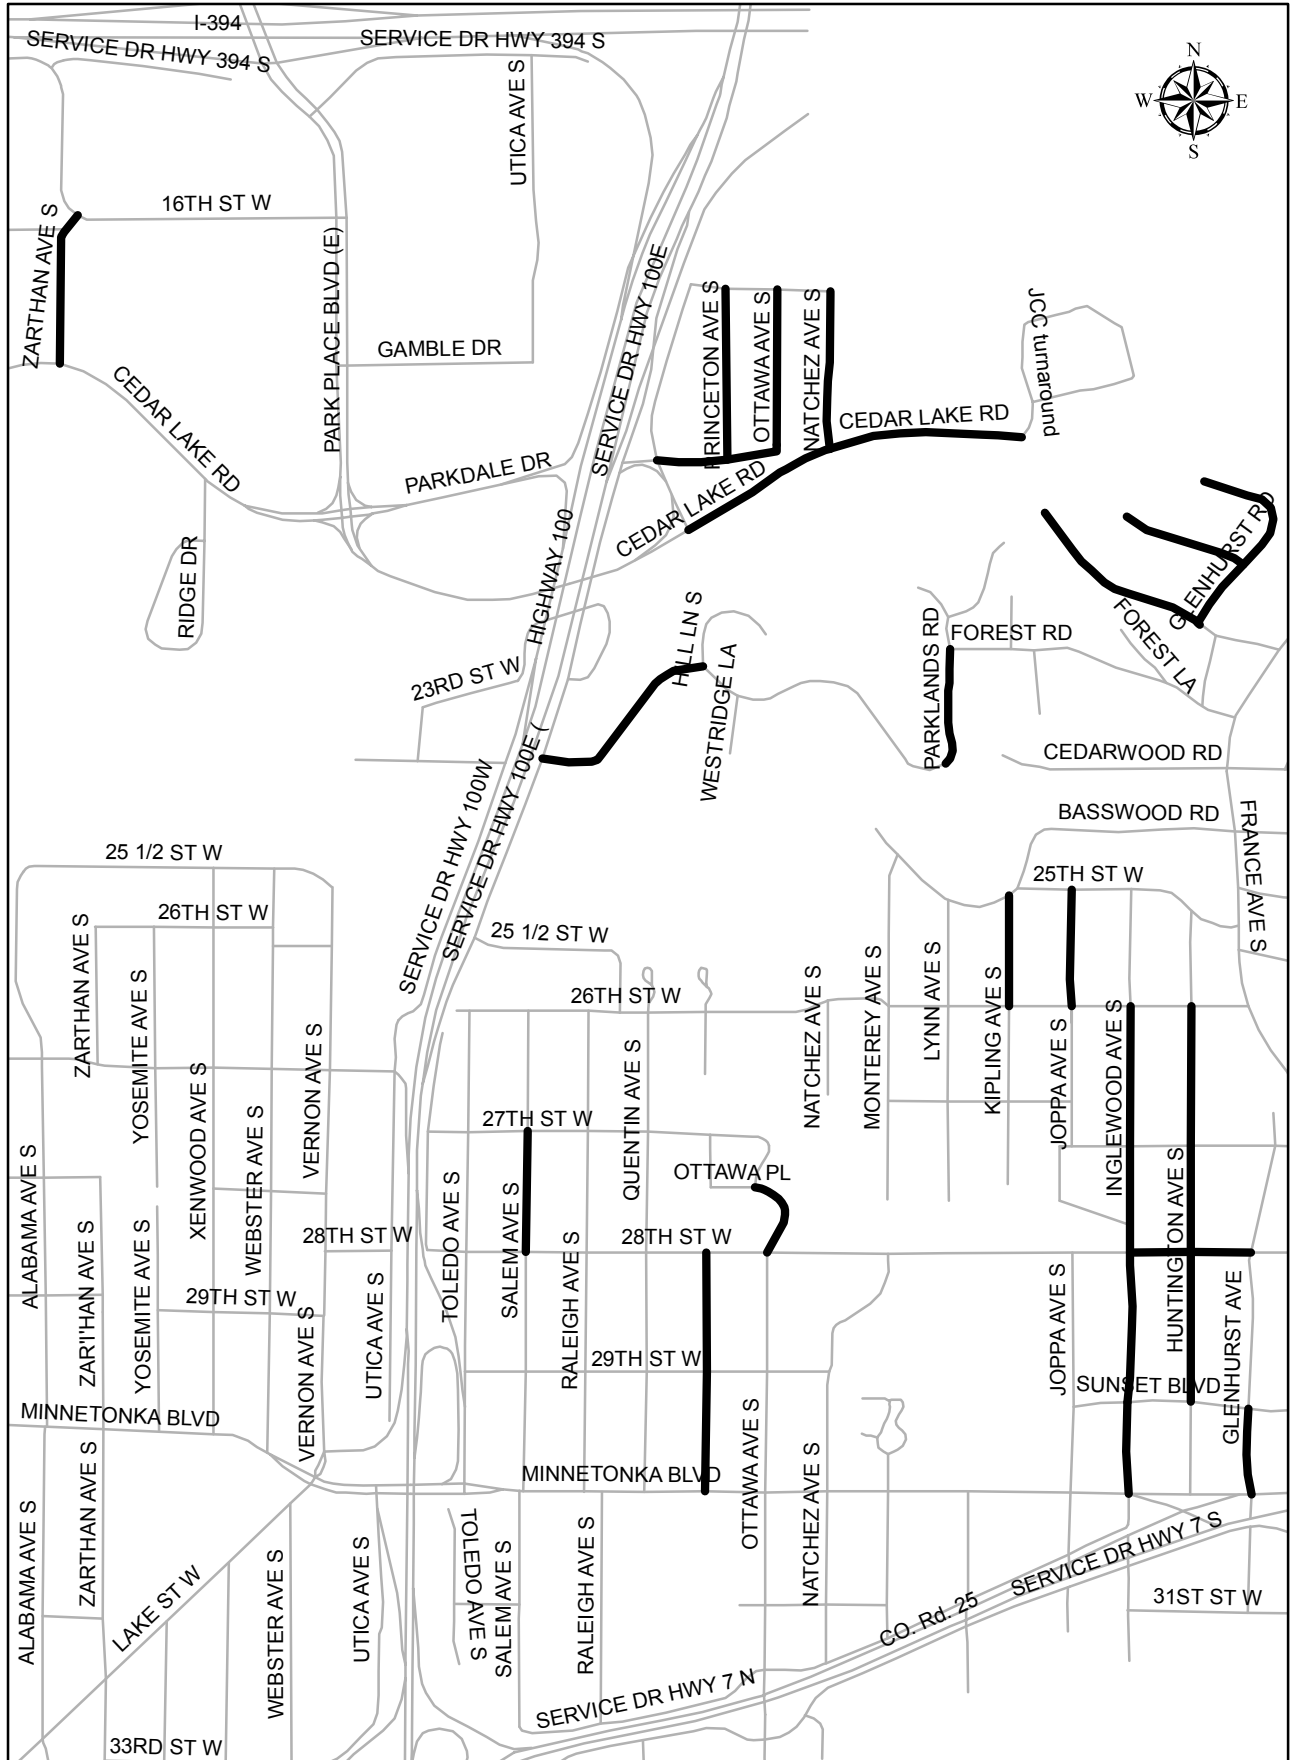 I-394
SERVICE DR HWY 394 S
SERVICE DR HWY 394 S
N
W
E
S
UTICA AVE S
16TH ST W
ZARTHAN AVE S
PARK PLACE BLVD (E)
SERVICE DR HWY 100E
GAMBLE DR
PRINCETON AVE S
OTTAWA AVE S
NATCHEZ AVE S
JCC turnaround
CEDAR LAKE RD
CEDAR LAKE RD
PARKDALE DR
CEDAR LAKE RD
HIGHWAY 100
RIDGE DR
GLENHURST RD
FOREST LA
FOREST RD
PARKLANDS RD
HILL LN S
WESTRIDGE LA
23RD ST W
CEDARWOOD RD
SERVICE DR HWY 100W
SERVICE DR HWY 100E (
BASSWOOD RD
FRANCE AVE S
25 1/2 ST W
25TH ST W
26TH ST W
25 1/2 ST W
26TH ST W
ZARTHAN AVE S
YOSEMITE AVE S
XENWOOD AVE S
WEBSTER AVE S
VERNON AVE S
NATCHEZ AVE S
MONTEREY AVE S
LYNN AVE S
KIPLING AVE S
JOPPA AVE S
INGLEWOOD AVE S
QUENTIN AVE S
27TH ST W
OTTAWA PL
ALABAMA AVE S
ZARTHAN AVE S
YOSEMITE AVE S
28TH ST W
TOLEDO AVE S
SALEM AVE S
RALEIGH AVE S
28TH ST W
HUNTINGTON AVE S
29TH ST W
VERNON AVE S
UTICA AVE S
29TH ST W
JOPPA AVE S
GLENHURST AVE
SUNSET BLVD
MINNETONKA BLVD
MINNETONKA BLVD
OTTAWA AVE S
NATCHEZ AVE S
ALABAMA AVE S
ZARTHAN AVE S
LAKE ST W
WEBSTER AVE S
UTICA AVE S
TOLEDO AVE S
SALEM AVE S
RALEIGH AVE S
SERVICE DR HWY 7 S
CO. Rd. 25
31ST ST W
SERVICE DR HWY 7 N
33RD ST W